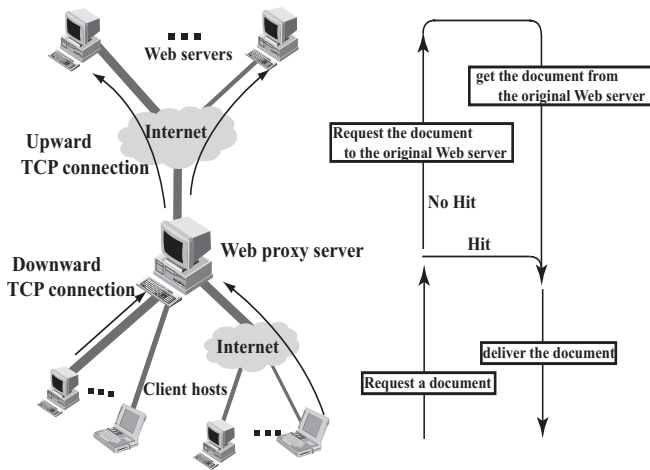 Web servers
Internet
Upward
TCP connection
Web proxy server
Downward
TCP connection
Internet
Client hosts
get the document from
the original Web server
Request the document
to the original Web server
No Hit
Hit
deliver the document
Request a document